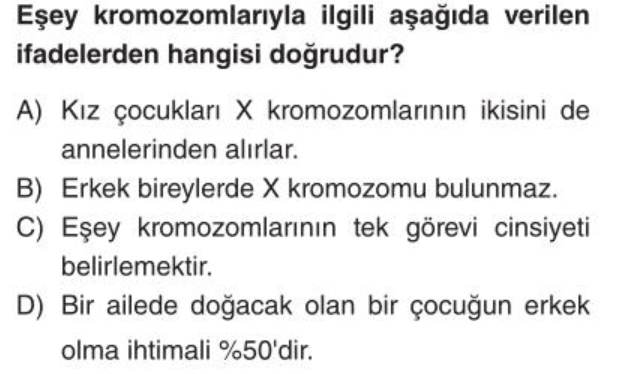 Eşey kromozomlarıyla ilgili aşağıda verilen
ifadelerden hangisi doğrudur?
A) Kız çocukları X kromozomlarının ikisini de
annelerinden alırlar.
B) Erkek bireylerde X kromozomu bulunmaz.
C) Eşey kromozomlarının tek görevi cinsiyeti
belirlemektir.
D) Bir ailede doğacak olan bir çocuğun erkek
olma ihtimali %50'dir.